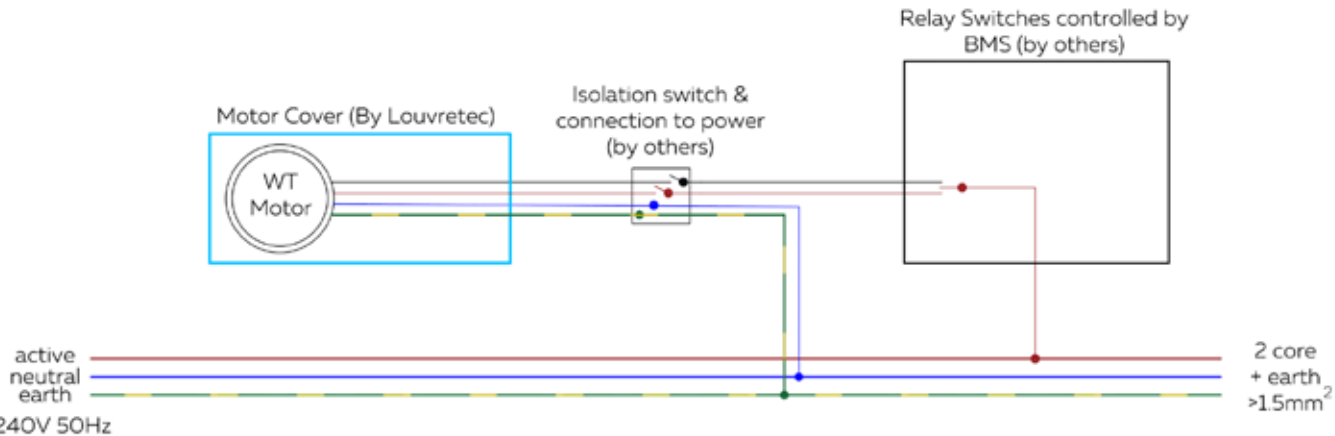 Relay Switches controlled by
BMS (by others)
Isolation switch &
connection to power
(by others)
Motor Cover (By Louvretec)
WT
Motor
active
neutral
earth
240V 50Hz
2 core
+ earth
>1.5mm²